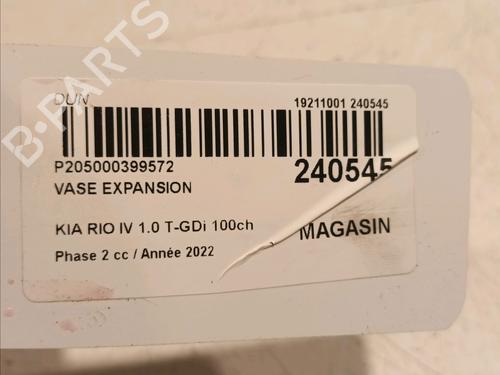 DUN
19211001 240545
P205000399572
VASE EXPANSION
240545
KIA RIO IV 1.0 T-GDi 100ch
MAGASIN
Phase 2 cc / Année 2022
B-PARTS